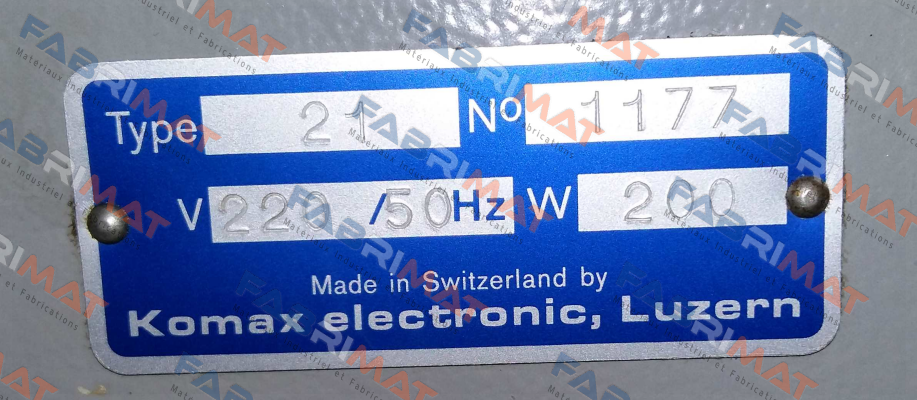 Type 21 No 1177
V 220 /50Hz W 200
Made in Switzerland by
Komax electronic, Luzern
FABRIMAT
Materiaux Industriel et Fabrications